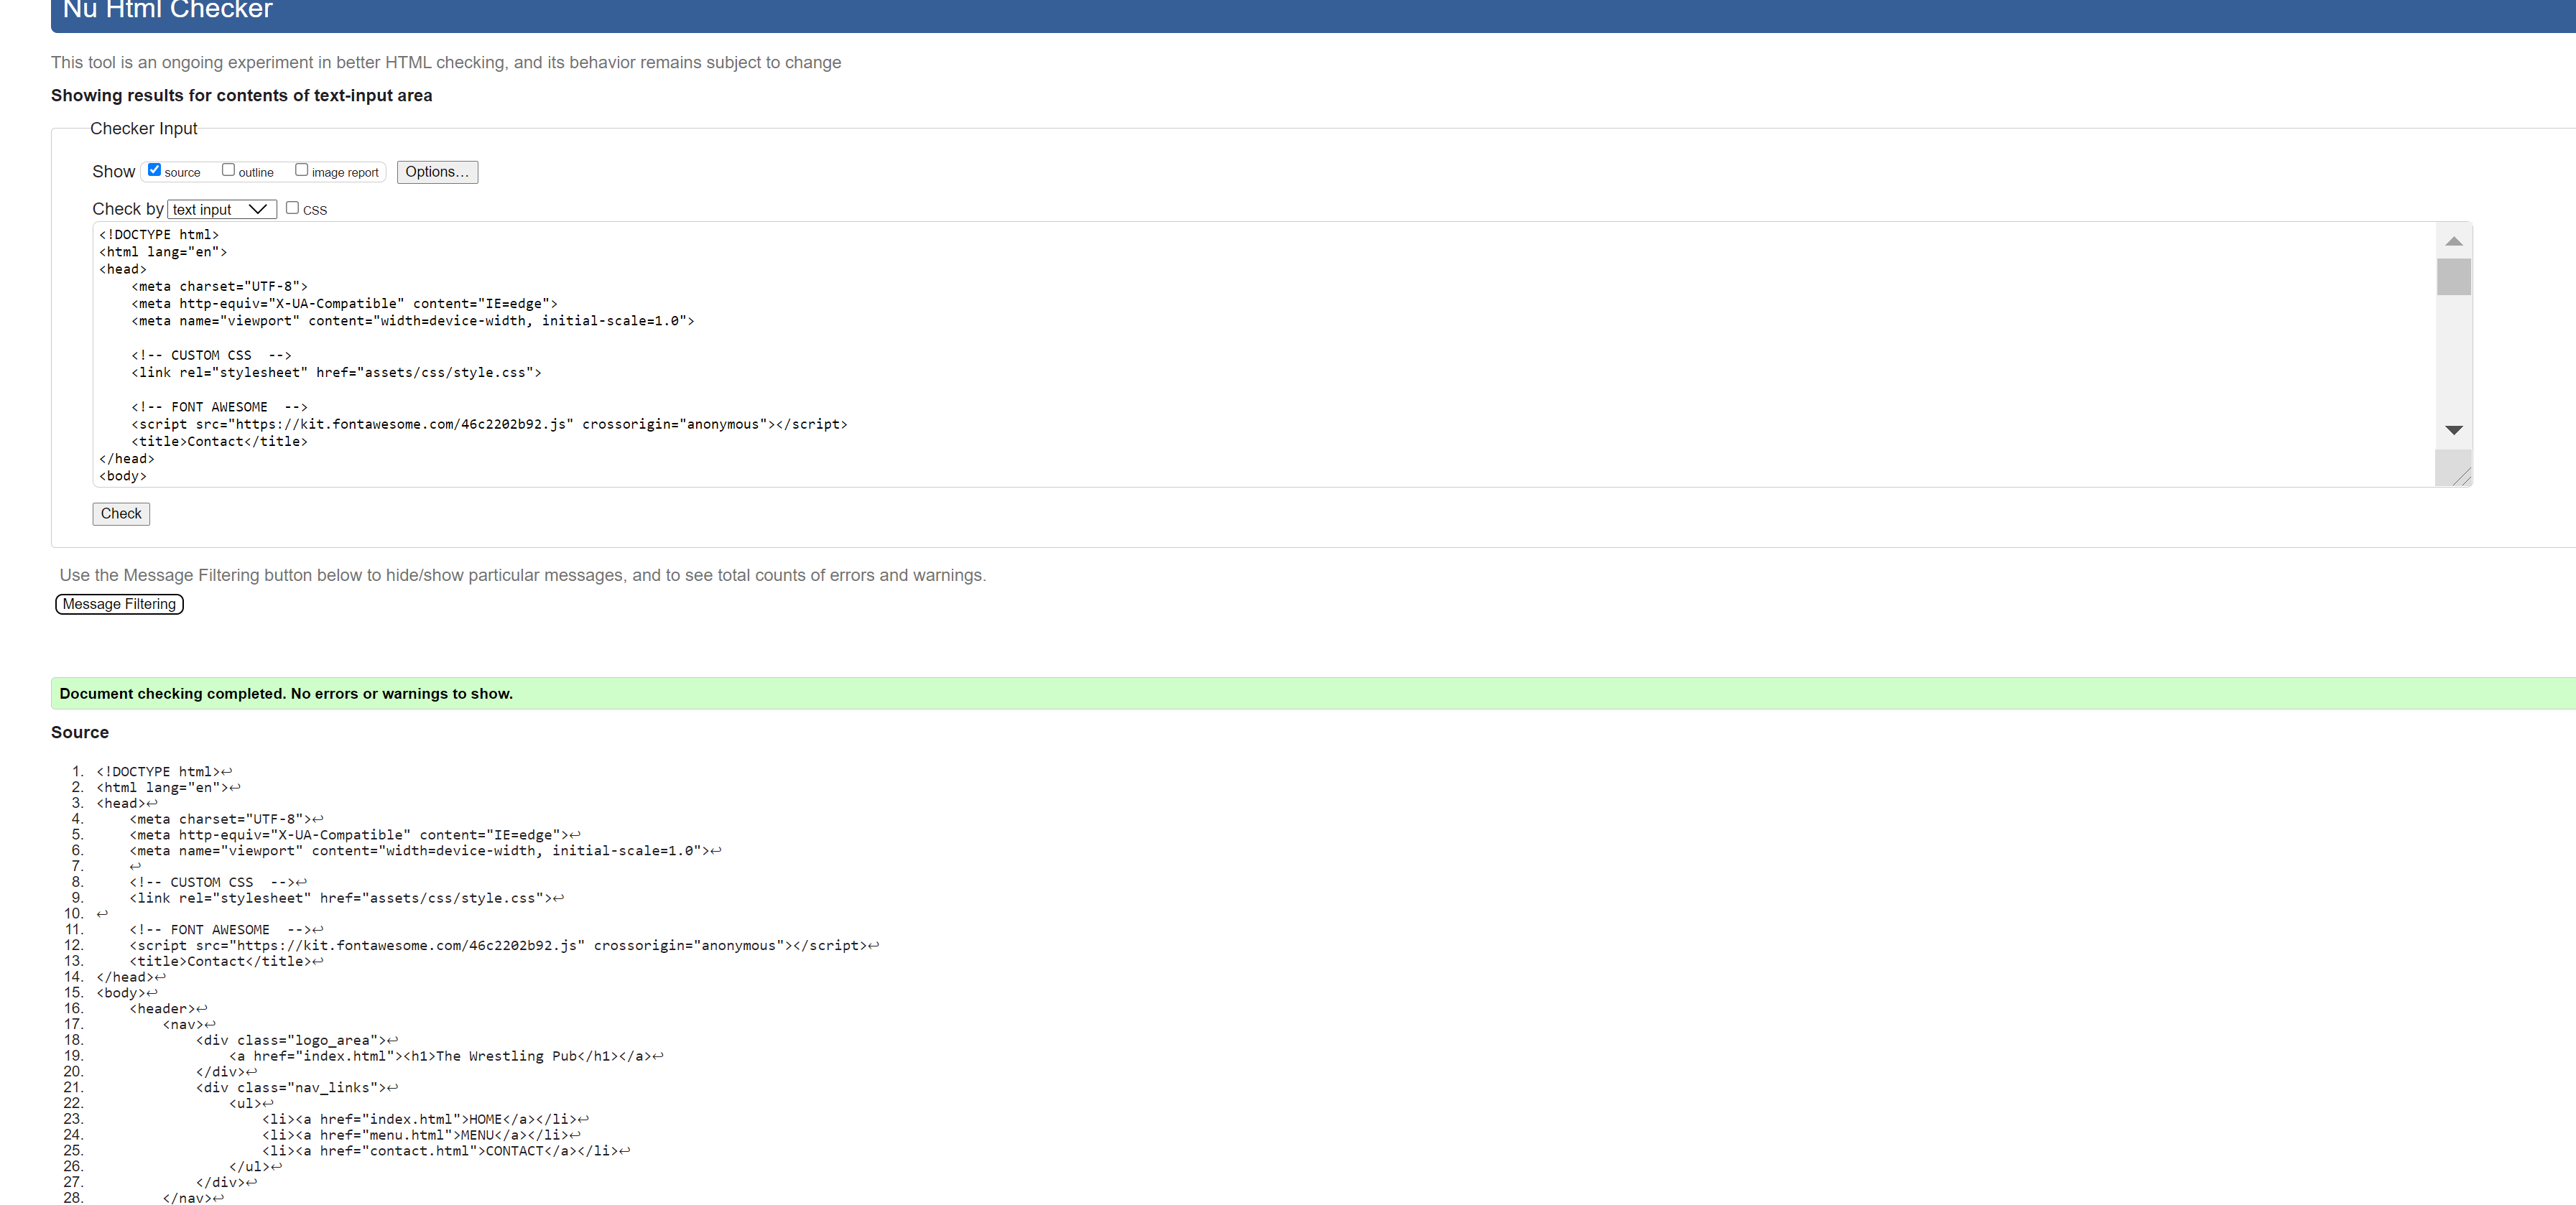 Nu Html Checker
This tool is an ongoing experiment in better HTML checking, and its behavior remains subject to change
Showing results for contents of text-input area
Checker Input
Show source outline image report Options...
Check by text input CSS
<!DOCTYPE html>
<html lang="en">
<head>
    <meta charset="UTF-8">
    <meta http-equiv="X-UA-Compatible" content="IE=edge">
    <meta name="viewport" content="width=device-width, initial-scale=1.0">
    <!-- CUSTOM CSS  -->
    <link rel="stylesheet" href="assets/css/style.css">
    <!-- FONT AWESOME  -->
    <script src="https://kit.fontawesome.com/46c2202b92.js" crossorigin="anonymous"></script>
    <title>Contact</title>
</head>
<body>
Check
Use the Message Filtering button below to hide/show particular messages, and to see total counts of errors and warnings.
Message Filtering
Document checking completed. No errors or warnings to show.
Source
1. <!DOCTYPE html>↩
2. <html lang="en">↩
3. <head>↩
4.     <meta charset="UTF-8">↩
5.     <meta http-equiv="X-UA-Compatible" content="IE=edge">↩
6.     <meta name="viewport" content="width=device-width, initial-scale=1.0">↩
7.     ↩
8.     <!-- CUSTOM CSS  -->↩
9.     <link rel="stylesheet" href="assets/css/style.css">↩
10. ↩
11.     <!-- FONT AWESOME  -->↩
12.     <script src="https://kit.fontawesome.com/46c2202b92.js" crossorigin="anonymous"></script>↩
13.     <title>Contact</title>↩
14. </head>↩
15. <body>↩
16.     <header>↩
17.         <nav>↩
18.             <div class="logo_area">↩
19.                 <a href="index.html"><h1>The Wrestling Pub</h1></a>↩
20.             </div>↩
21.             <div class="nav_links">↩
22.                 <ul>↩
23.                     <li><a href="index.html">HOME</a></li>↩
24.                     <li><a href="menu.html">MENU</a></li>↩
25.                     <li><a href="contact.html">CONTACT</a></li>↩
26.                 </ul>↩
27.             </div>↩
28.         </nav>↩